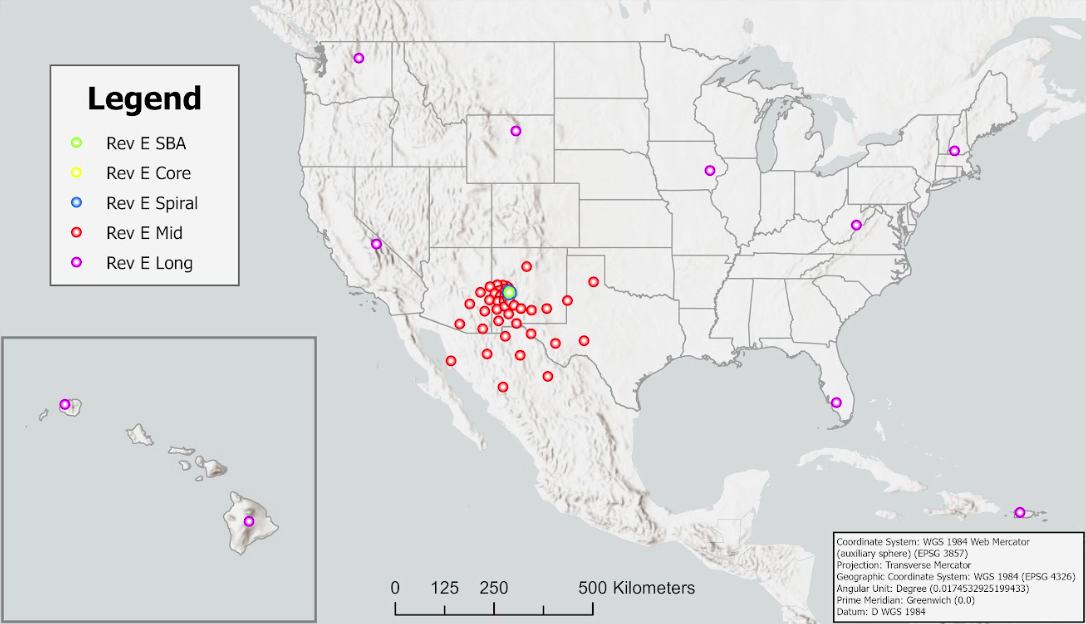 Legend
Rev E SBA
Rev E Core
Rev E Spiral
Rev E Mid
Rev E Long
0 125 250 500 Kilometers
Coordinate System: WGS 1984 Web Mercator
(auxiliary sphere) (EPSG 3857)
Projection: Transverse Mercator
Geographic Coordinate System: WGS 1984 (EPSG 4326)
Angular Unit: Degree (0.0174532925199433)
Prime Meridian: Greenwich (0.0)
Datum: D WGS 1984